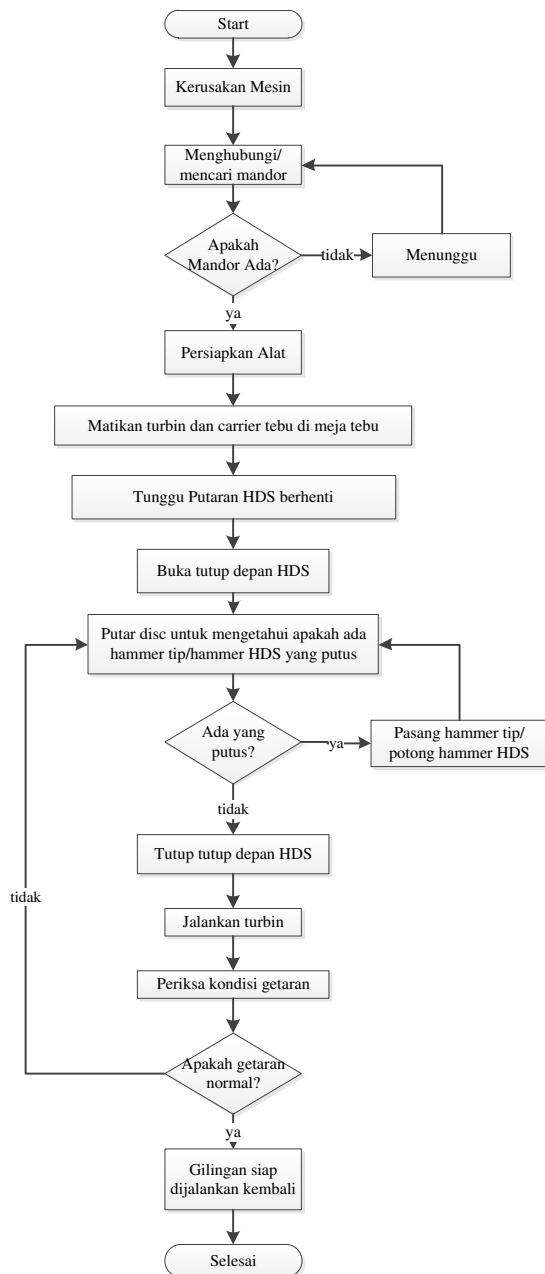 Start
Kerusakan Mesin
Menghubungi/
mencari mandor
Apakah
Mandor Ada?
tidak
Menunggu
ya
Persiapkan Alat
Matikan turbin dan carrier tebu di meja tebu
Tunggu Putaran HDS berhenti
Buka tutup depan HDS
Putar disc untuk mengetahui apakah ada
hammer tip/hammer HDS yang putus
Ada yang
putus?
ya
Pasang hammer tip/
potong hammer HDS
tidak
Tutup tutup depan HDS
tidak
Jalankan turbin
Periksa kondisi getaran
Apakah getaran
normal?
ya
Gilingan siap
dijalankan kembali
Selesai